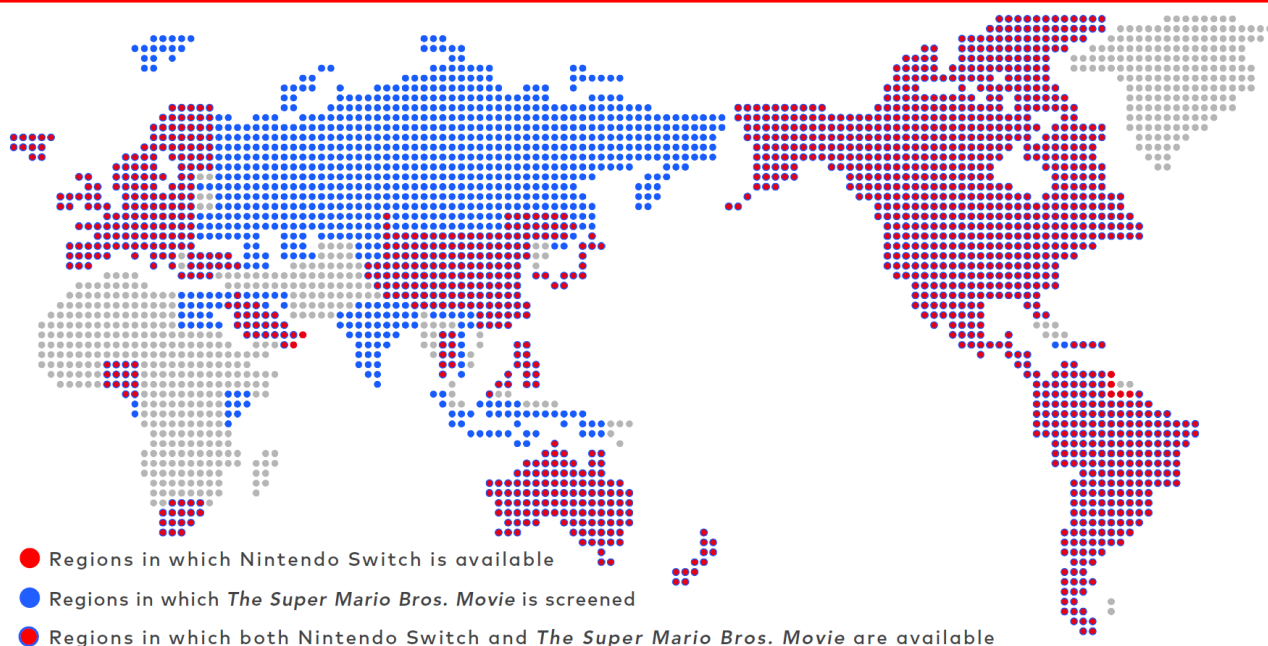 Regions in which Nintendo Switch is available
Regions in which The Super Mario Bros. Movie is screened
Regions in which both Nintendo Switch and The Super Mario Bros. Movie are available